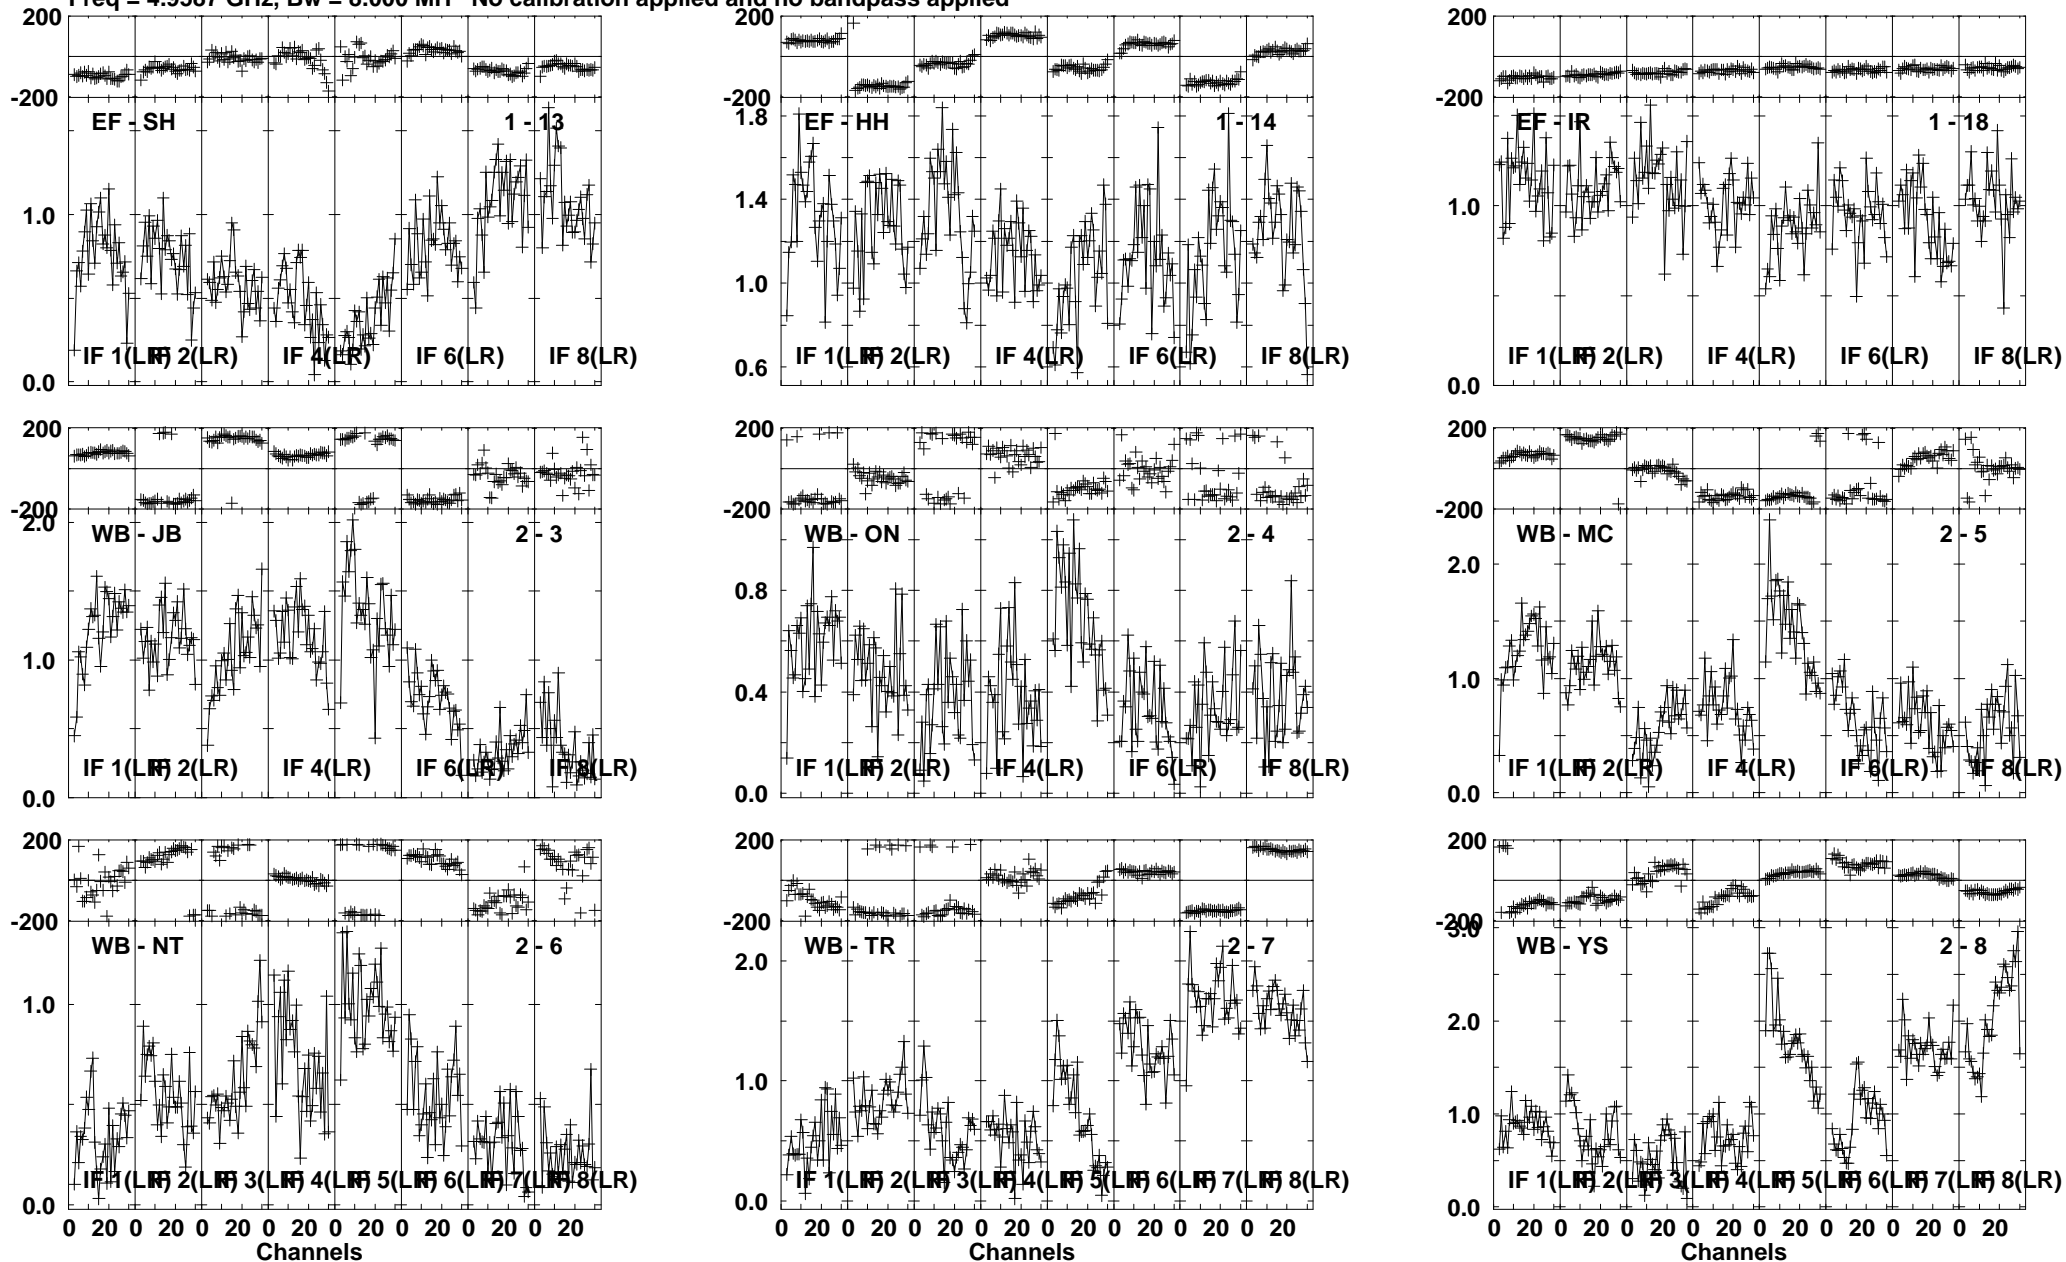 Freq = 4.9587 GHz, Bw = 8.000 MH No calibration applied and no bandpass applied
200
-200
EF - SH 1 - 13
1.0
0.0
IF 1(LR) IF 2(LR) IF 4(LR) IF 6(LR) IF 8(LR)
200
-200
EF - HH 1 - 14
1.8
1.4
1.0
0.6
IF 1(LR) IF 2(LR) IF 4(LR) IF 6(LR) IF 8(LR)
200
-200
EF - IR 1 - 18
1.0
0.0
IF 1(LR) IF 2(LR) IF 4(LR) IF 6(LR) IF 8(LR)
200
-200
2.0
WB - JB 2 - 3
1.0
0.0
IF 1(LR) IF 2(LR) IF 4(LR) IF 6(LR) IF 8(LR)
200
-200
WB - ON 2 - 4
0.8
0.4
0.0
IF 1(LR) IF 2(LR) IF 4(LR) IF 6(LR) IF 8(LR)
200
-200
WB - MC 2 - 5
2.0
1.0
0.0
IF 1(LR) IF 2(LR) IF 4(LR) IF 6(LR) IF 8(LR)
200
-200
WB - NT 2 - 6
1.0
0.0
IF 1(LR) IF 2(LR) IF 3(LR) IF 4(LR) IF 5(LR) IF 6(LR) IF 7(LR) IF 8(LR)
0 20 0 20 0 20 0 20 0 20 0 20 0 20 0 20
Channels
200
-200
WB - TR 2 - 7
2.0
1.0
0.0
IF 1(LR) IF 2(LR) IF 3(LR) IF 4(LR) IF 5(LR) IF 6(LR) IF 7(LR) IF 8(LR)
0 20 0 20 0 20 0 20 0 20 0 20 0 20 0 20
Channels
200
-200
3.0
WB - YS 2 - 8
2.0
1.0
0.0
IF 1(LR) IF 2(LR) IF 3(LR) IF 4(LR) IF 5(LR) IF 6(LR) IF 7(LR) IF 8(LR)
0 20 0 20 0 20 0 20 0 20 0 20 0 20 0 20
Channels